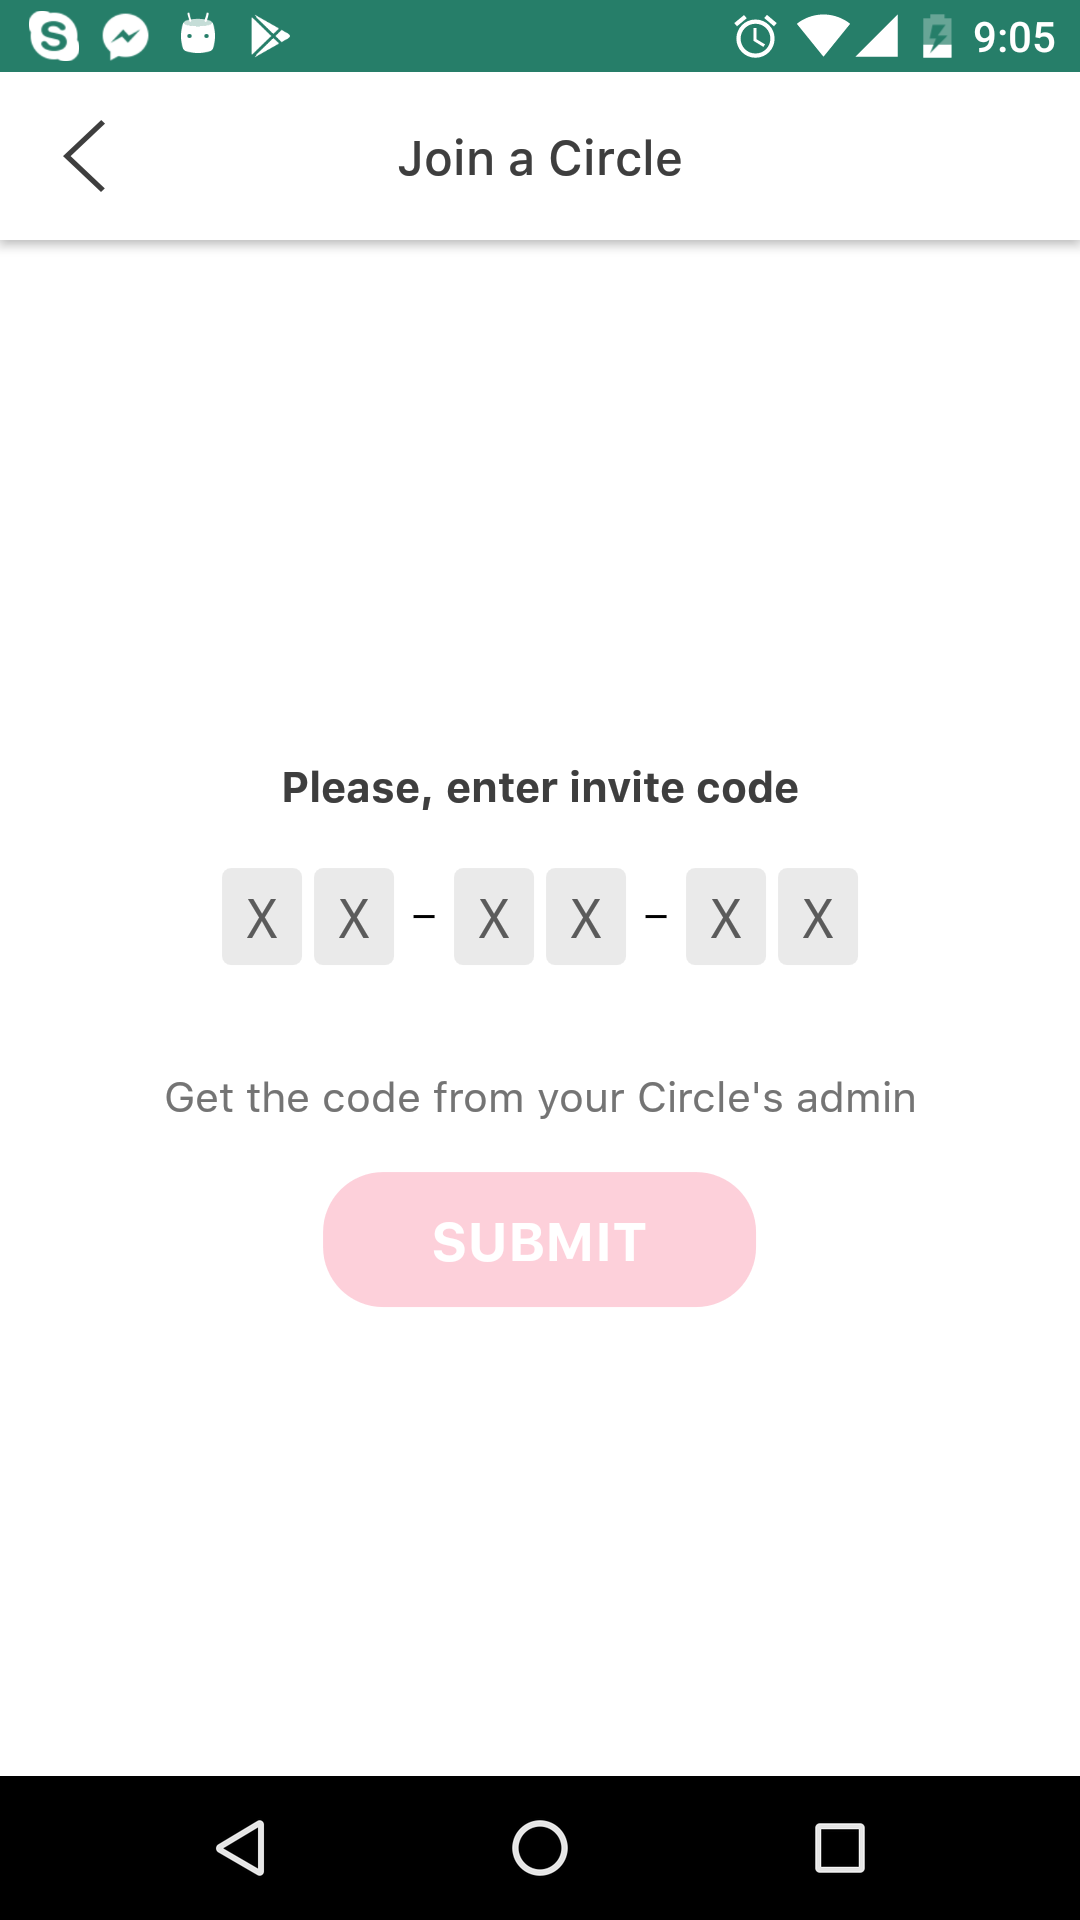 9:05
Join a Circle
Please, enter invite code
X X – X X – X X
Get the code from your Circle's admin
SUBMIT